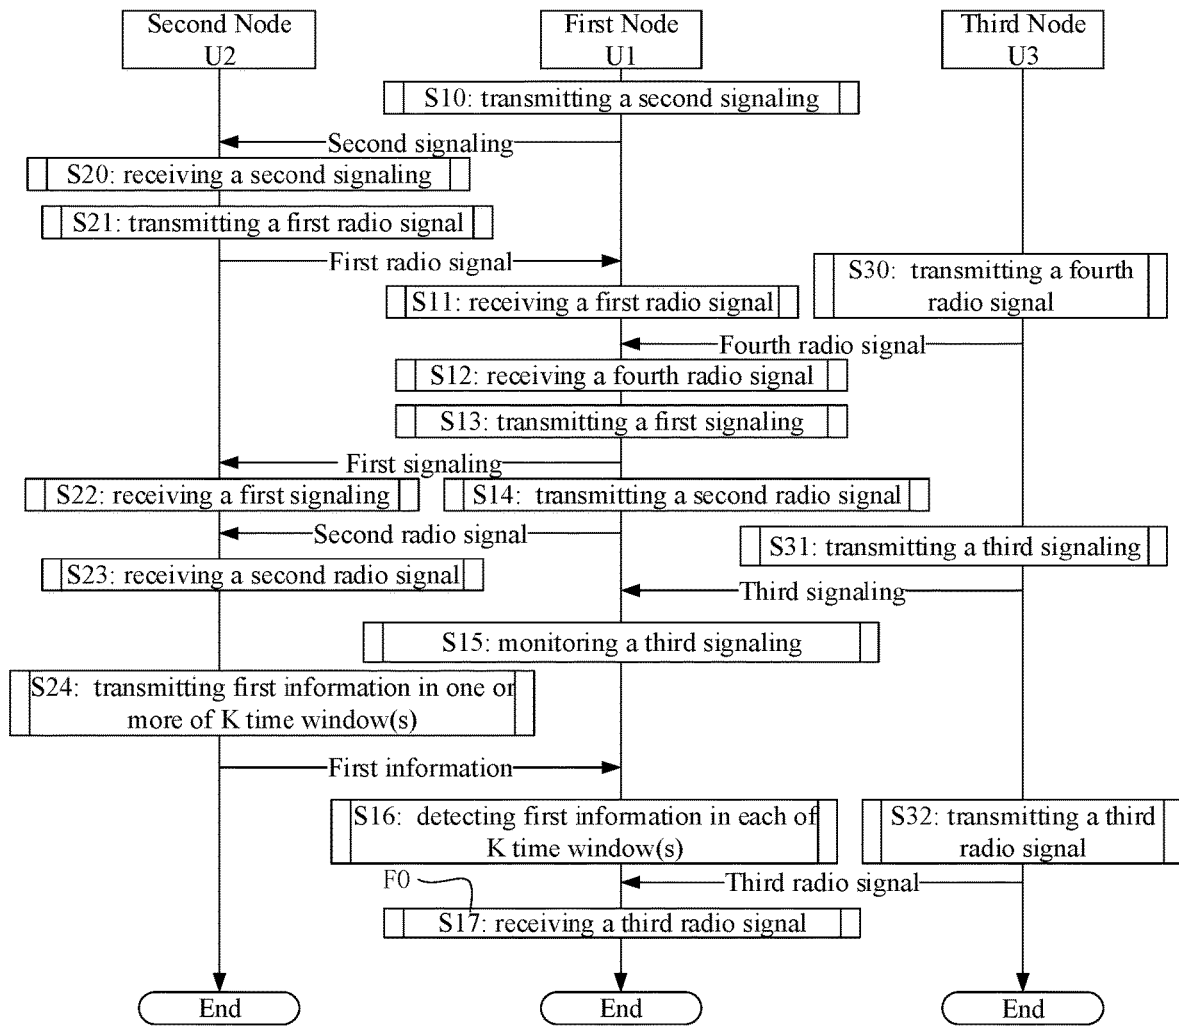 Second Node
U2
First Node
U1
Third Node
U3
S10: transmitting a second signaling
Second signaling
S20: receiving a second signaling
S21: transmitting a first radio signal
First radio signal
S30: transmitting a fourth
radio signal
S11: receiving a first radio signal
Fourth radio signal
S12: receiving a fourth radio signal
S13: transmitting a first signaling
First signaling
S22: receiving a first signaling
S14: transmitting a second radio signal
Second radio signal
S31: transmitting a third signaling
S23: receiving a second radio signal
Third signaling
S15: monitoring a third signaling
S24: transmitting first information in one or
more of K time window(s)
First information
S16: detecting first information in each of
K time window(s)
S32: transmitting a third
radio signal
F0
Third radio signal
S17: receiving a third radio signal
End
End
End